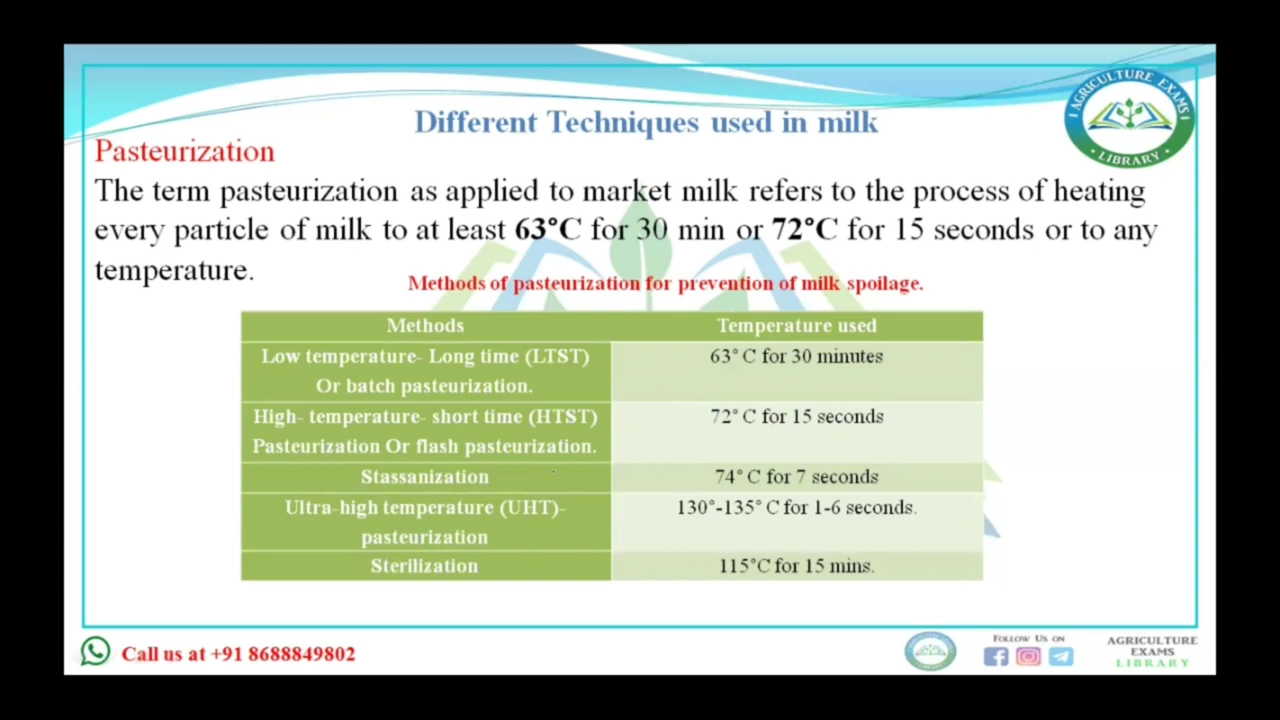 Different Techniques used in milk
AGRICULTURE EXAMS
LIBRARY
Pasteurization
The term pasteurization as applied to market milk refers to the process of heating
every particle of milk to at least 63°C for 30 min or 72°C for 15 seconds or to any
temperature.
Methods of pasteurization for prevention of milk spoilage.
Methods
Temperature used
Low temperature- Long time (LTST)
Or batch pasteurization.
63° C for 30 minutes
High- temperature- short time (HTST)
Pasteurization Or flash pasteurization.
72° C for 15 seconds
Stassanization
74° C for 7 seconds
Ultra-high temperature (UHT)-
pasteurization
130°-135° C for 1-6 seconds.
Sterilization
115°C for 15 mins.
Call us at +91 8688849802
FOLLOW US ON
AGRICULTURE
EXAMS
LIBRARY